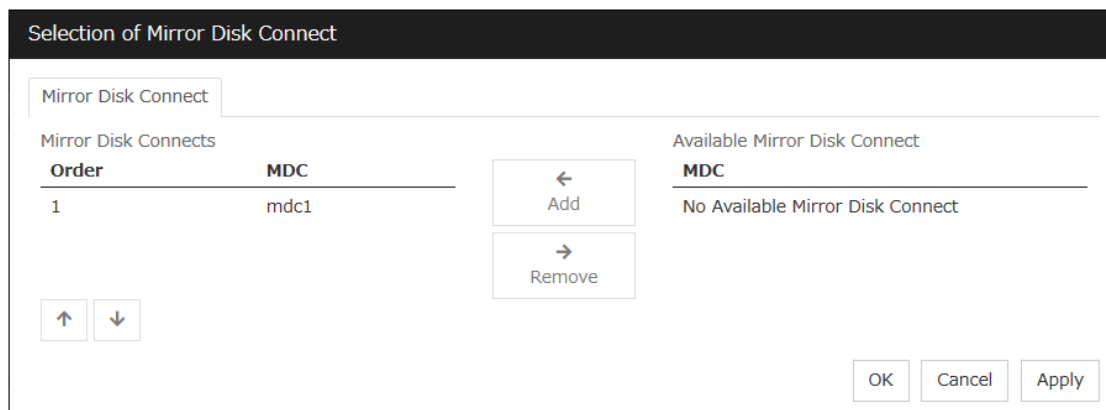 Selection of Mirror Disk Connect
Mirror Disk Connect
Mirror Disk Connects
Order MDC
1 mdc1
Add
Remove
Available Mirror Disk Connect
MDC
No Available Mirror Disk Connect
OK Cancel Apply